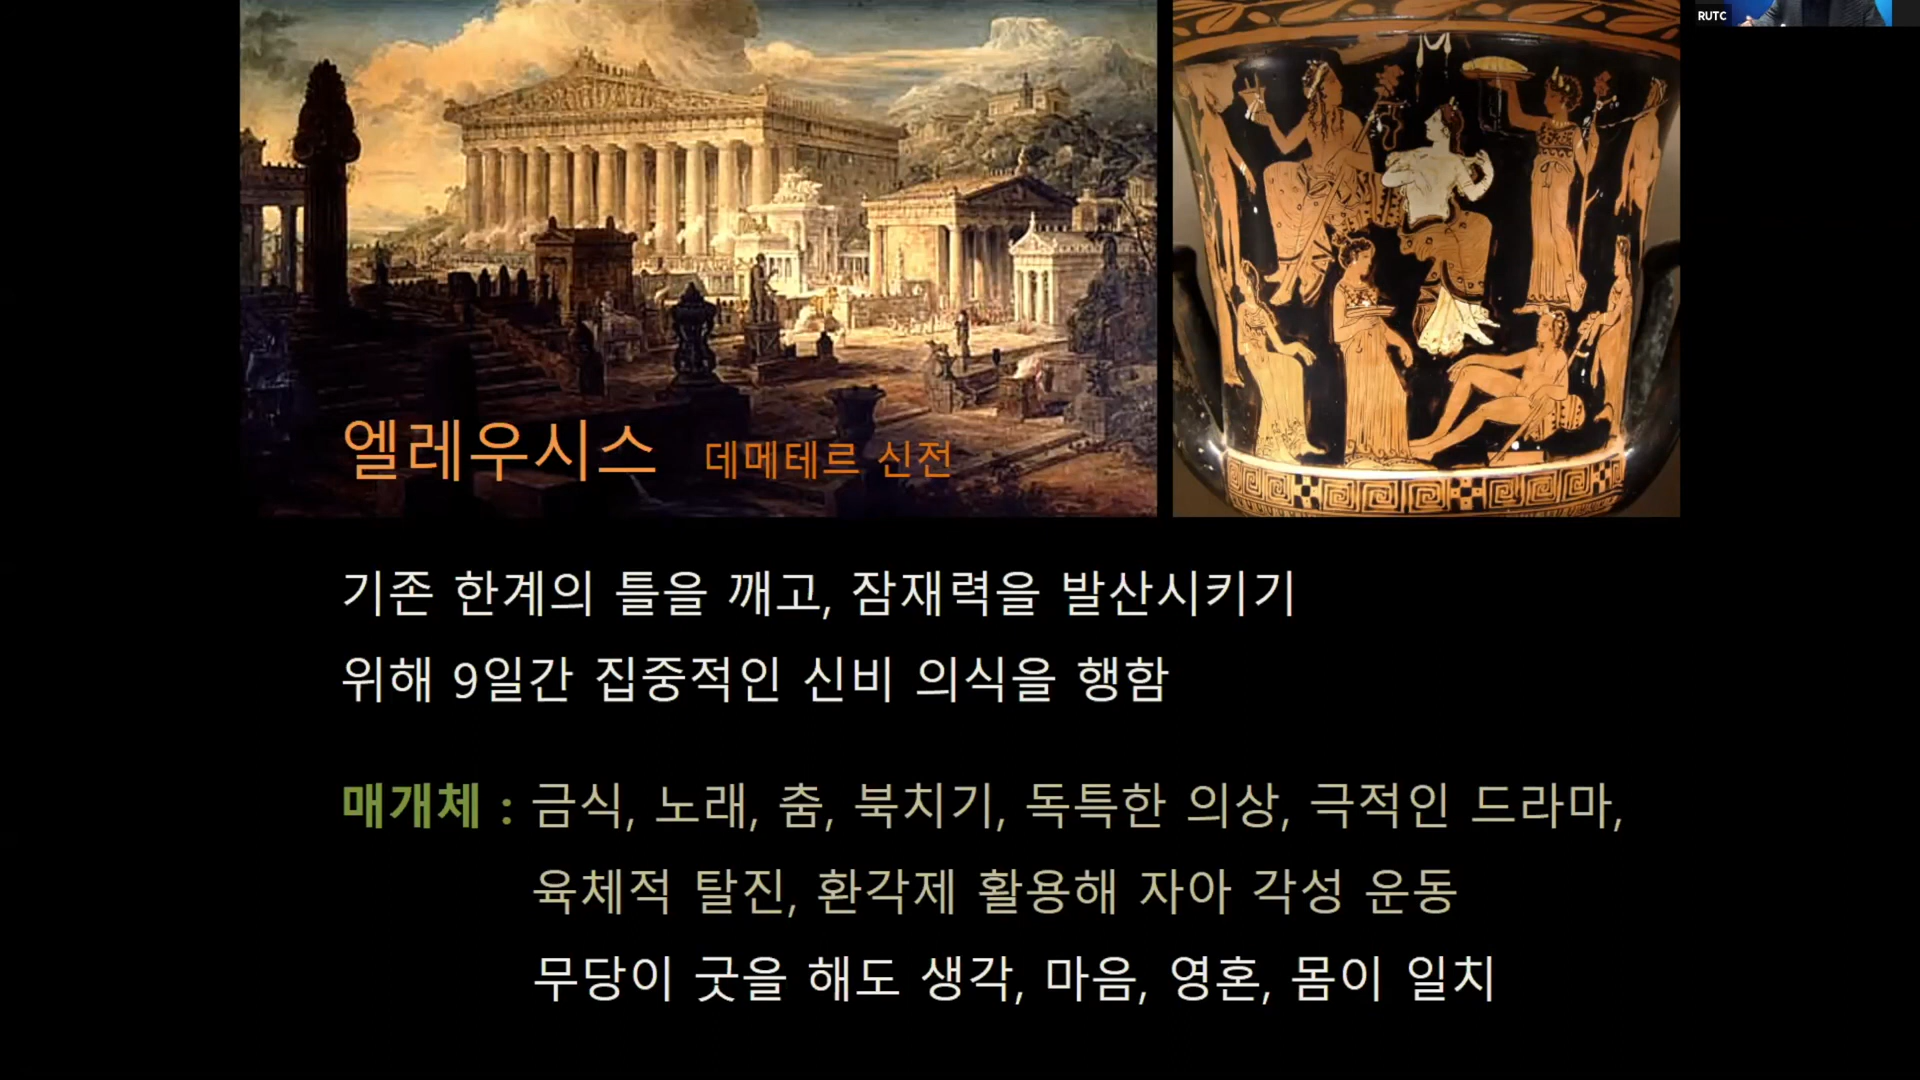 RUTC
엘레우시스 데메테르 신전
기존 한계의 틀을 깨고, 잠재력을 발산시키기
위해 9일간 집중적인 신비 의식을 행함
매개체 : 금식, 노래, 춤, 북치기, 독특한 의상, 극적인 드라마,
육체적 탈진, 환각제 활용해 자아 각성 운동
무당이 굿을 해도 생각, 마음, 영혼, 몸이 일치